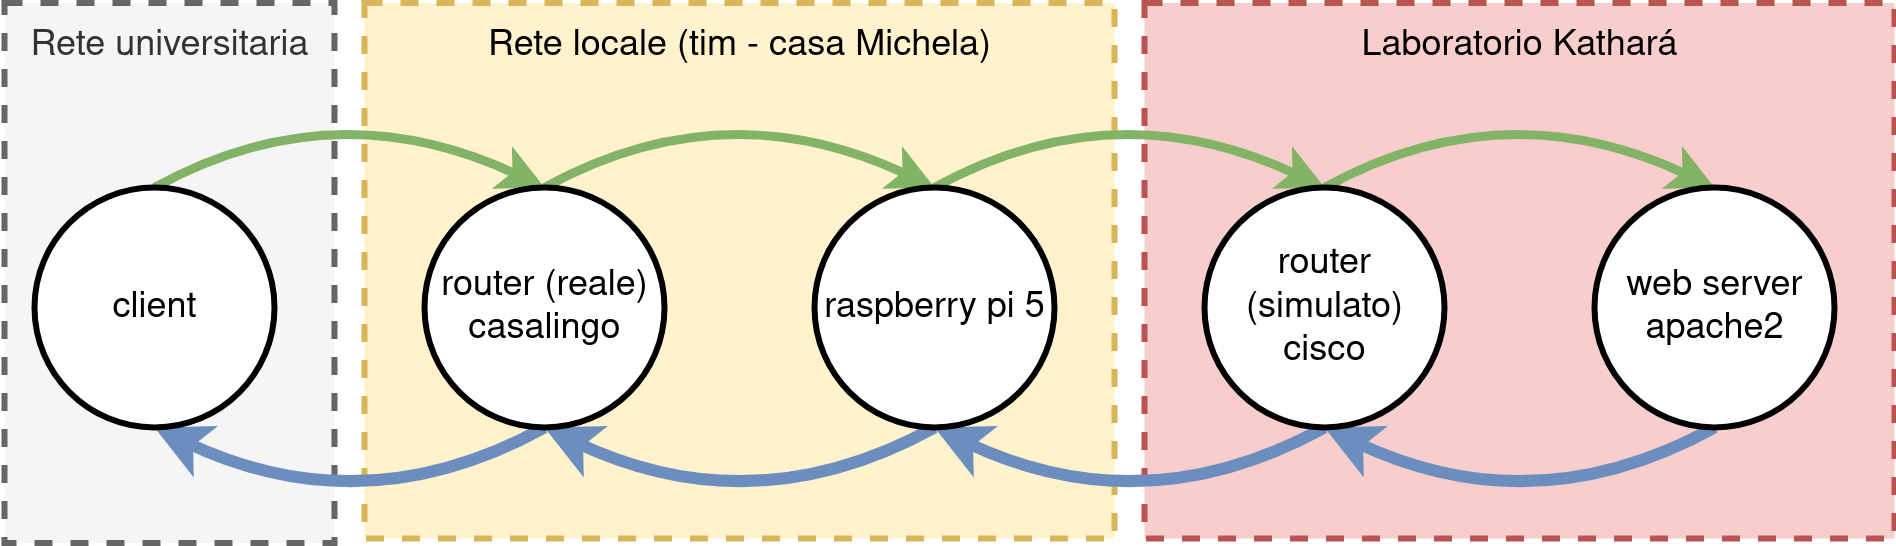 Rete universitaria
Rete locale (tim - casa Michela)
Laboratorio Kathará
client
router (reale)
casalingo
raspberry pi 5
router
(simulato)
cisco
web server
apache2